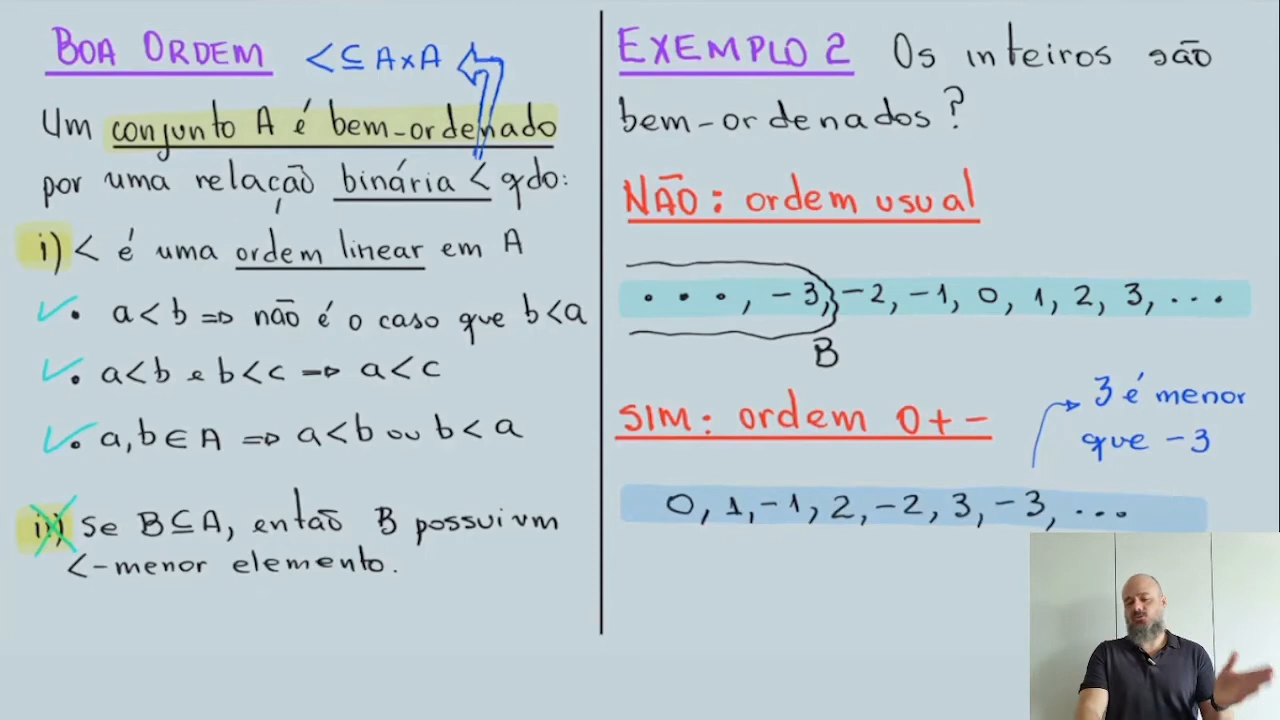 BOA ORDEM
< ⊆ A×A
Um conjunto A é bem-ordenado
por uma relação binária < qdo:
i) < é uma ordem linear em A
• a<b ⇒ não é o caso que b<a
• a<b e b<c ⇒ a<c
• a,b ∈ A ⇒ a<b ou b<a
ii) Se B⊆A, então B possui um
<-menor elemento.
EXEMPLO 2 Os inteiros são
bem-ordenados?
NÃO: ordem usual
• • •, -3, -2, -1, 0, 1, 2, 3, ...
B
SIM: ordem 0+-
3 é menor
que -3
0, 1, -1, 2, -2, 3, -3, ...